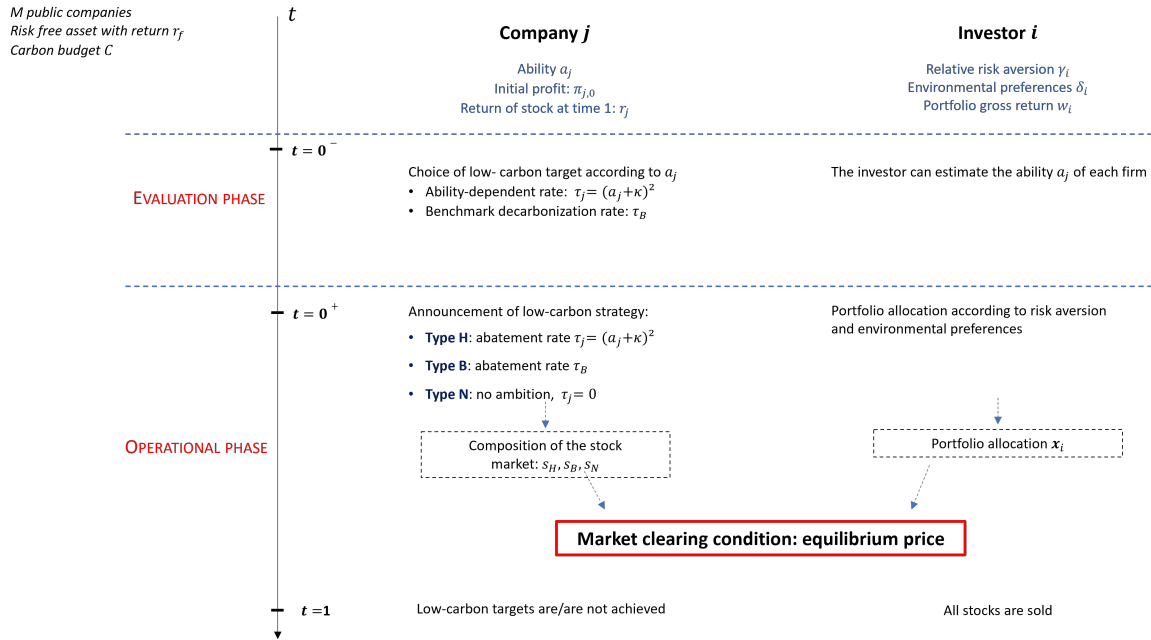 M public companies
Risk free asset with return r_f
Carbon budget C
t
Company j
Investor i
Ability a_j
Initial profit: π_{j,0}
Return of stock at time 1: r_j
Relative risk aversion γ_i
Environmental preferences δ_i
Portfolio gross return w_i
t = 0⁻
EVALUATION PHASE
Choice of low- carbon target according to a_j
• Ability-dependent rate: τ_j= (a_j+κ)²
• Benchmark decarbonization rate: τ_B
The investor can estimate the ability a_j of each firm
t = 0⁺
OPERATIONAL PHASE
Announcement of low-carbon strategy:
• Type H: abatement rate τ_j= (a_j+κ)²
• Type B: abatement rate τ_B
• Type N: no ambition, τ_j= 0
Portfolio allocation according to risk aversion
and environmental preferences
Composition of the stock
market: s_H, s_B, s_N
Portfolio allocation x_i
Market clearing condition: equilibrium price
t =1
Low-carbon targets are/are not achieved
All stocks are sold